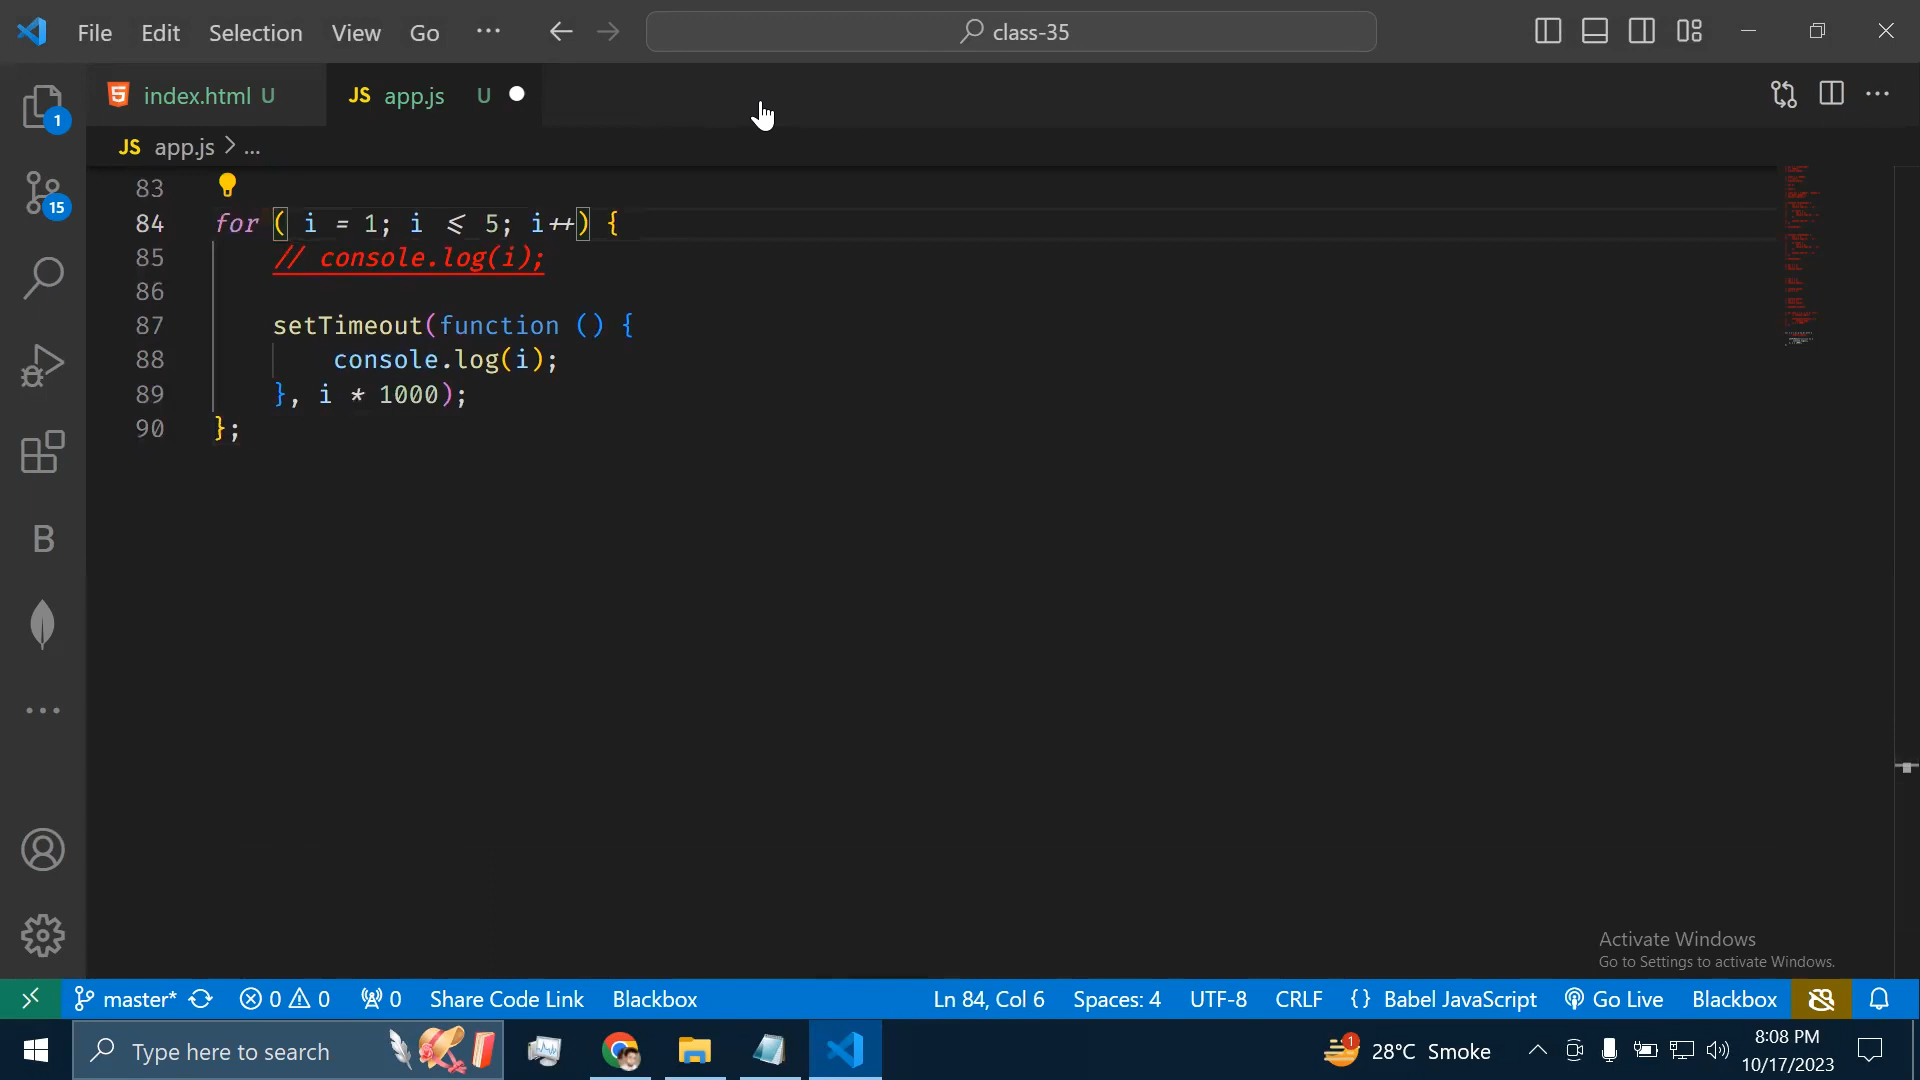 File Edit Selection View Go ··· class-35
index.html U JS app.js U
JS app.js > ...
83
84 for ( i = 1; i <= 5; i++) {
85 // console.log(i);
86
87 setTimeout(function () {
88 console.log(i);
89 }, i * 1000);
90 };
1
15
B
Activate Windows
Go to Settings to activate Windows.
master* 0 0 0 Share Code Link Blackbox Ln 84, Col 6 Spaces: 4 UTF-8 CRLF {} Babel JavaScript Go Live Blackbox
Type here to search 1 28°C Smoke 8:08 PM
10/17/2023